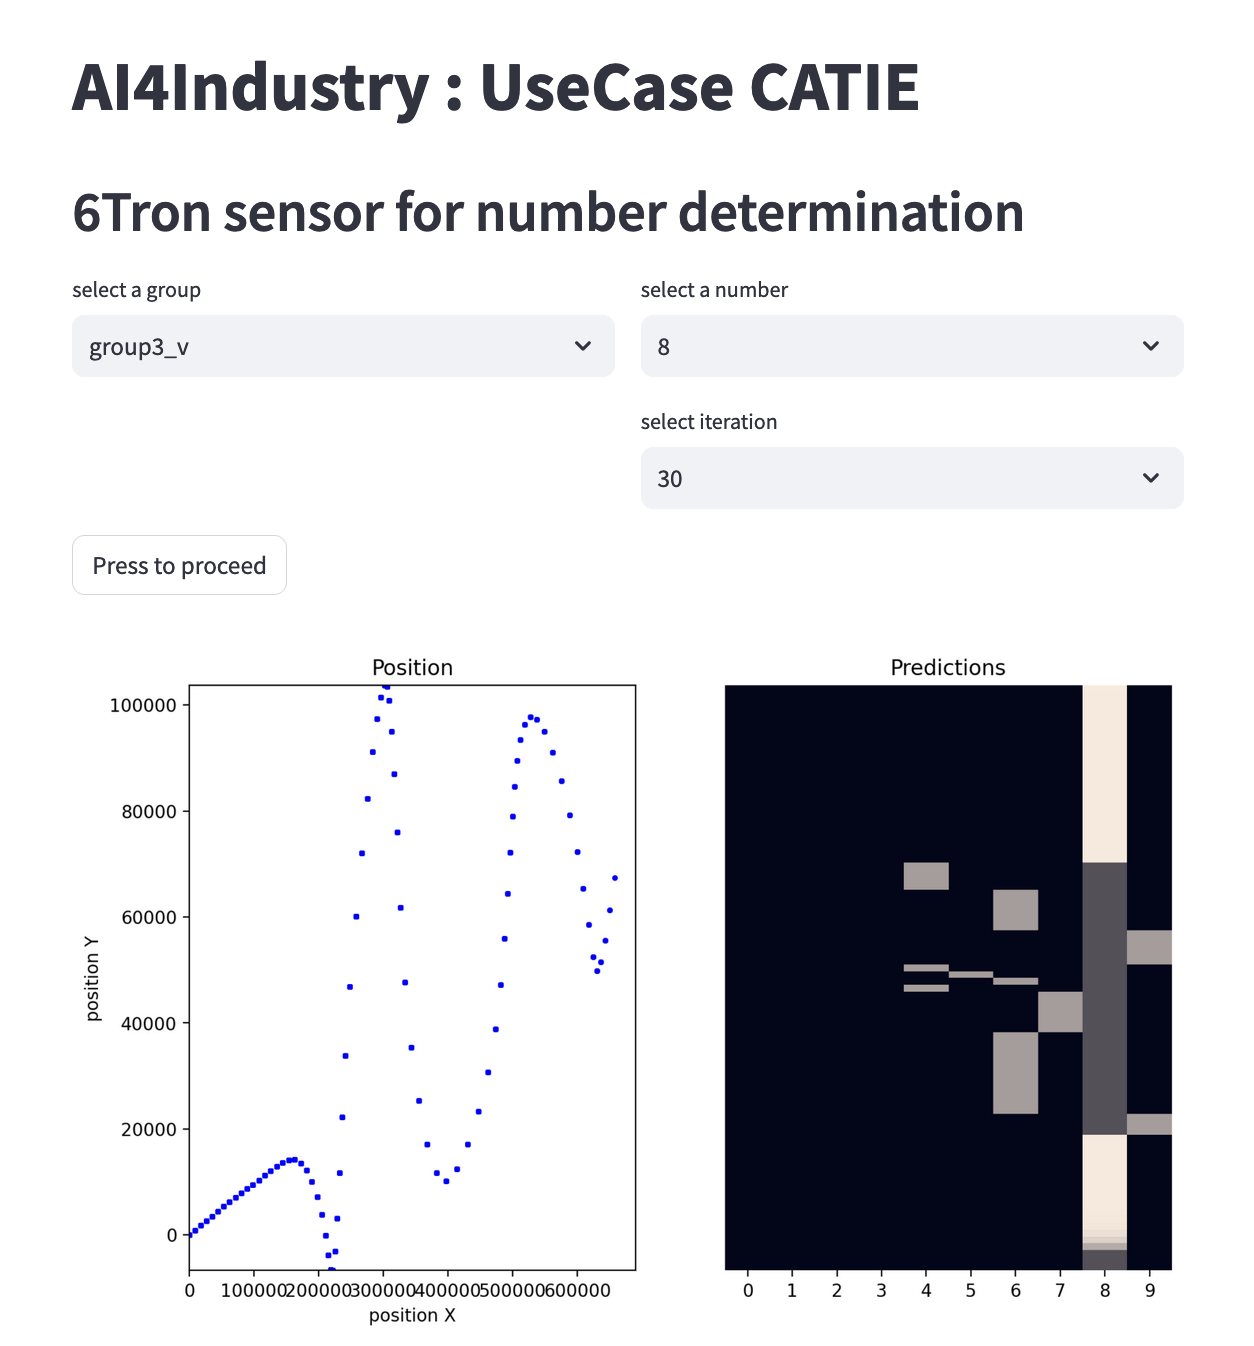 AI4Industry : UseCase CATIE
6Tron sensor for number determination
select a group
select a number
group3_v
8
select iteration
30
Press to proceed
Position
100000
80000
60000
40000
20000
0
position Y
0 100000 200000 300000 400000 500000 600000
position X
Predictions
0 1 2 3 4 5 6 7 8 9